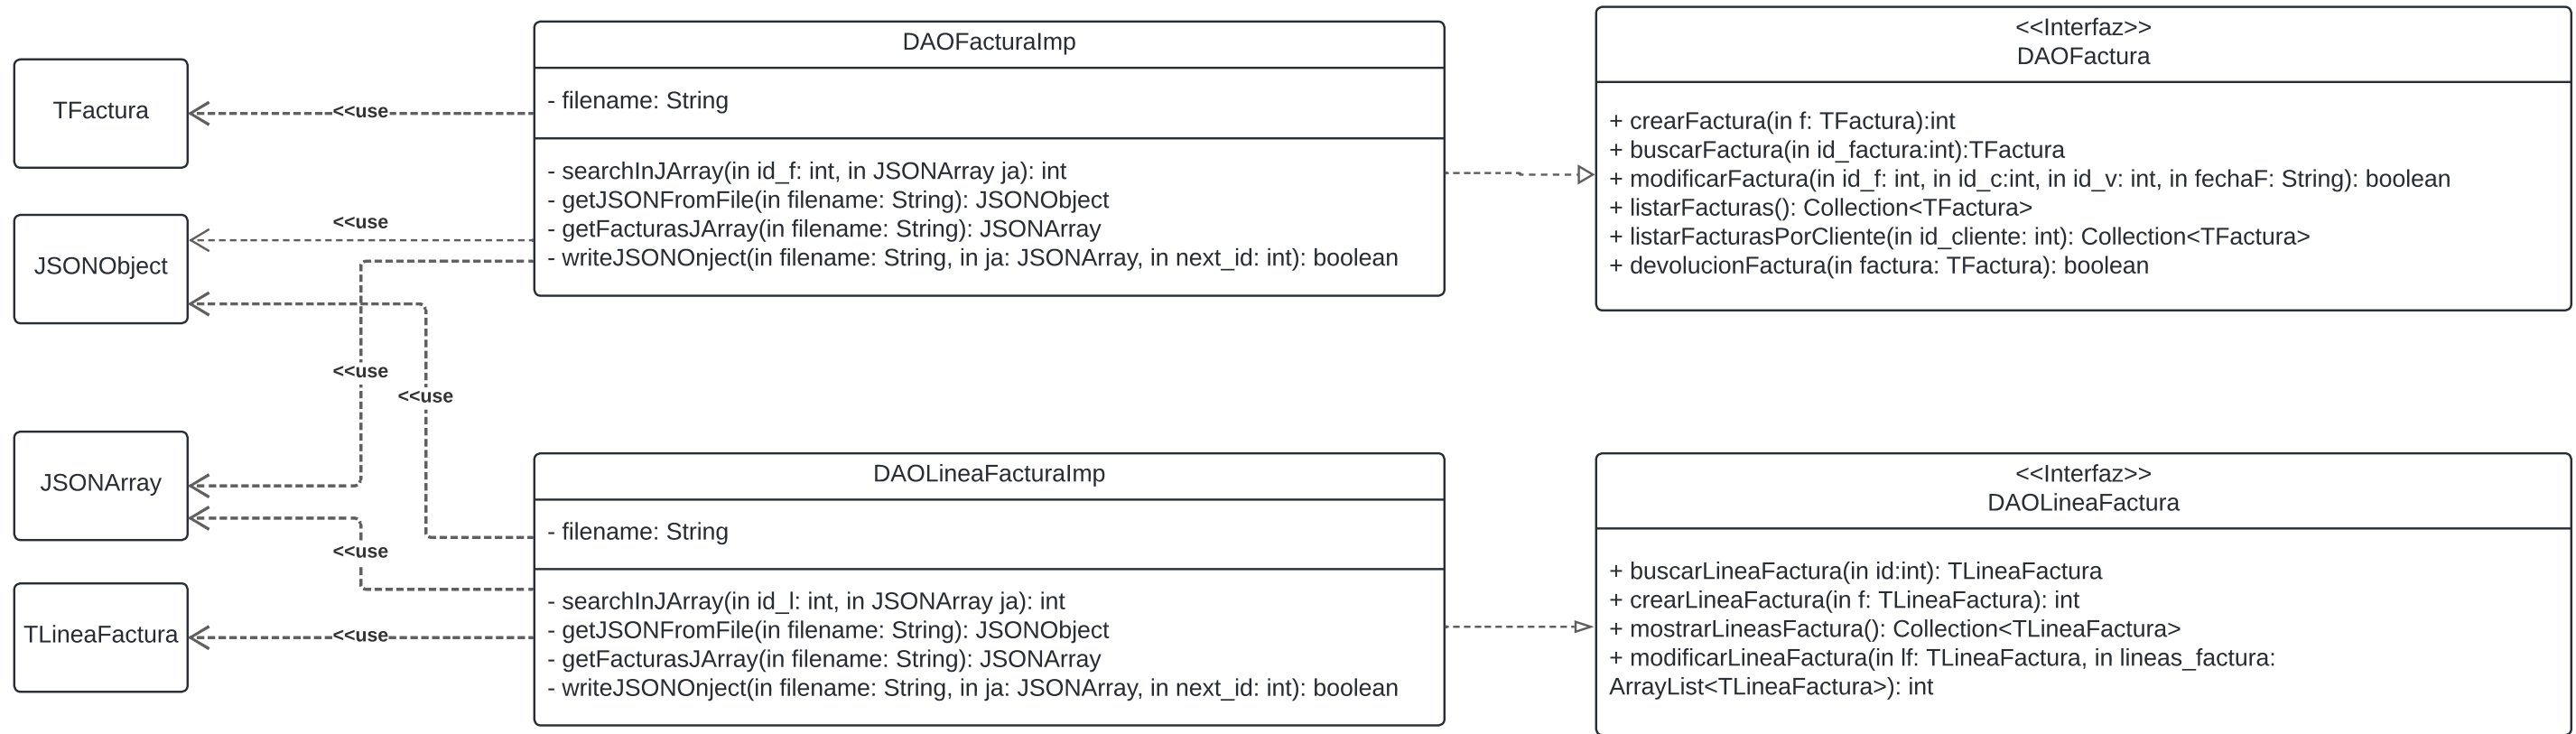 TFactura
<<use
JSONObject
<<use
<<use
<<use
JSONArray
<<use
TLineaFactura
<<use
DAOFacturaImp
- filename: String
- searchInJArray(in id_f: int, in JSONArray ja): int
- getJSONFromFile(in filename: String): JSONObject
- getFacturasJArray(in filename: String): JSONArray
- writeJSONOnject(in filename: String, in ja: JSONArray, in next_id: int): boolean
<<Interfaz>>
DAOFactura
+ crearFactura(in f: TFactura):int
+ buscarFactura(in id_factura:int):TFactura
+ modificarFactura(in id_f: int, in id_c:int, in id_v: int, in fechaF: String): boolean
+ listarFacturas(): Collection<TFactura>
+ listarFacturasPorCliente(in id_cliente: int): Collection<TFactura>
+ devolucionFactura(in factura: TFactura): boolean
DAOLineaFacturaImp
- filename: String
- searchInJArray(in id_l: int, in JSONArray ja): int
- getJSONFromFile(in filename: String): JSONObject
- getFacturasJArray(in filename: String): JSONArray
- writeJSONOnject(in filename: String, in ja: JSONArray, in next_id: int): boolean
<<Interfaz>>
DAOLineaFactura
+ buscarLineaFactura(in id:int): TLineaFactura
+ crearLineaFactura(in f: TLineaFactura): int
+ mostrarLineasFactura(): Collection<TLineaFactura>
+ modificarLineaFactura(in lf: TLineaFactura, in lineas_factura:
ArrayList<TLineaFactura>): int